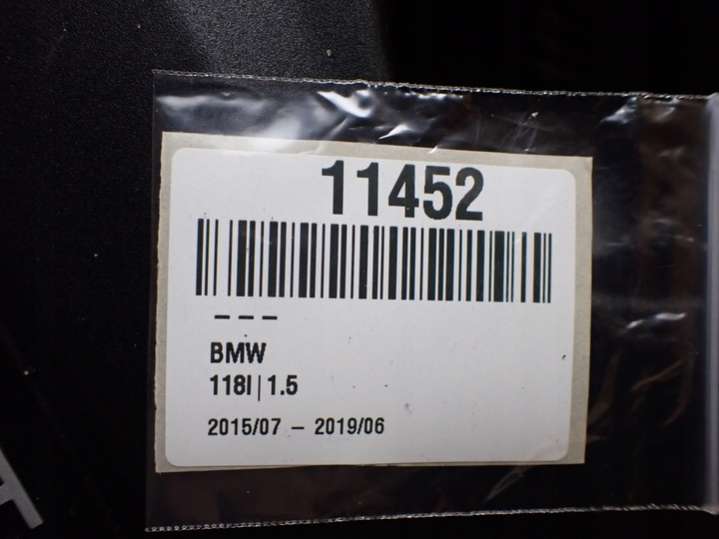 11452
– – –
BMW
118I | 1.5
2015/07 – 2019/06